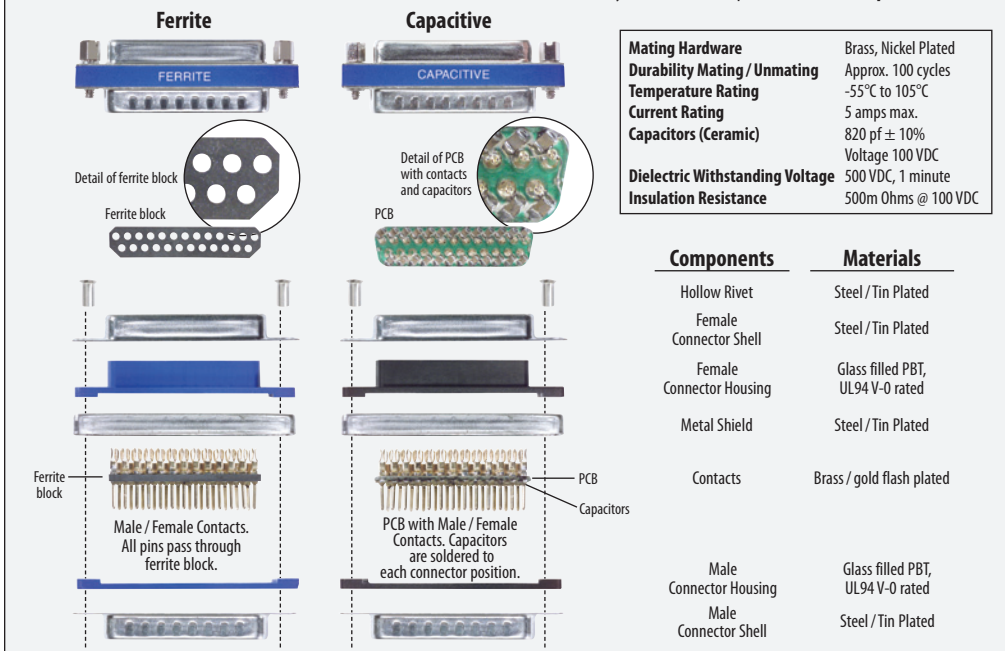 Ferrite
Capacitive
FERRITE
CAPACITIVE
Detail of ferrite block
Ferrite block
Detail of PCB
with contacts
and capacitors
PCB
Mating Hardware Brass, Nickel Plated
Durability Mating / Unmating Approx. 100 cycles
Temperature Rating -55°C to 105°C
Current Rating 5 amps max.
Capacitors (Ceramic) 820 pf ± 10%
Voltage 100 VDC
Dielectric Withstanding Voltage 500 VDC, 1 minute
Insulation Resistance 500m Ohms @ 100 VDC
Components Materials
Hollow Rivet Steel / Tin Plated
Female
Connector Shell
Steel / Tin Plated
Female
Connector Housing
Glass filled PBT,
UL94 V-0 rated
Metal Shield Steel / Tin Plated
Ferrite
block
PCB
Capacitors
Contacts Brass / gold flash plated
Male / Female Contacts.
All pins pass through
ferrite block.
PCB with Male / Female
Contacts. Capacitors
are soldered to
each connector position.
Male
Connector Housing
Glass filled PBT,
UL94 V-0 rated
Male
Connector Shell
Steel / Tin Plated